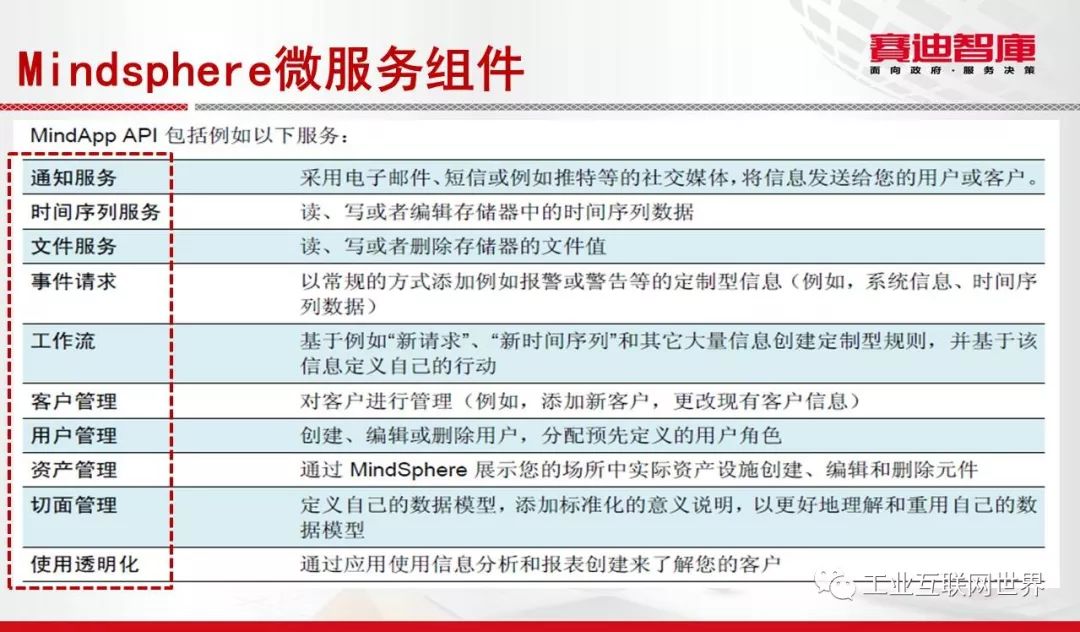 Mindsphere微服务组件
賽迪智庫
面向政府·服务决策
MindApp API 包括例如以下服务：
通知服务 采用电子邮件、短信或例如推特等的社交媒体，将信息发送给您的用户或客户。
时间序列服务 读、写或者编辑存储器中的时间序列数据
文件服务 读、写或者删除存储器的文件值
事件请求 以常规的方式添加例如报警或警告等的定制型信息（例如，系统信息、时间序
列数据）
工作流 基于例如“新请求”、“新时间序列”和其它大量信息创建定制型规则，并基于该
信息定义自己的行动
客户管理 对客户进行管理（例如，添加新客户，更改现有客户信息）
用户管理 创建、编辑或删除用户，分配预先定义的用户角色
资产管理 通过 MindSphere 展示您的场所中实际资产设施创建、编辑和删除元件
切面管理 定义自己的数据模型，添加标准化的意义说明，以更好地理解和重用自己的数
据模型
使用透明化 通过应用使用信息分析和报表创建来了解您的客户
工业互联网世界